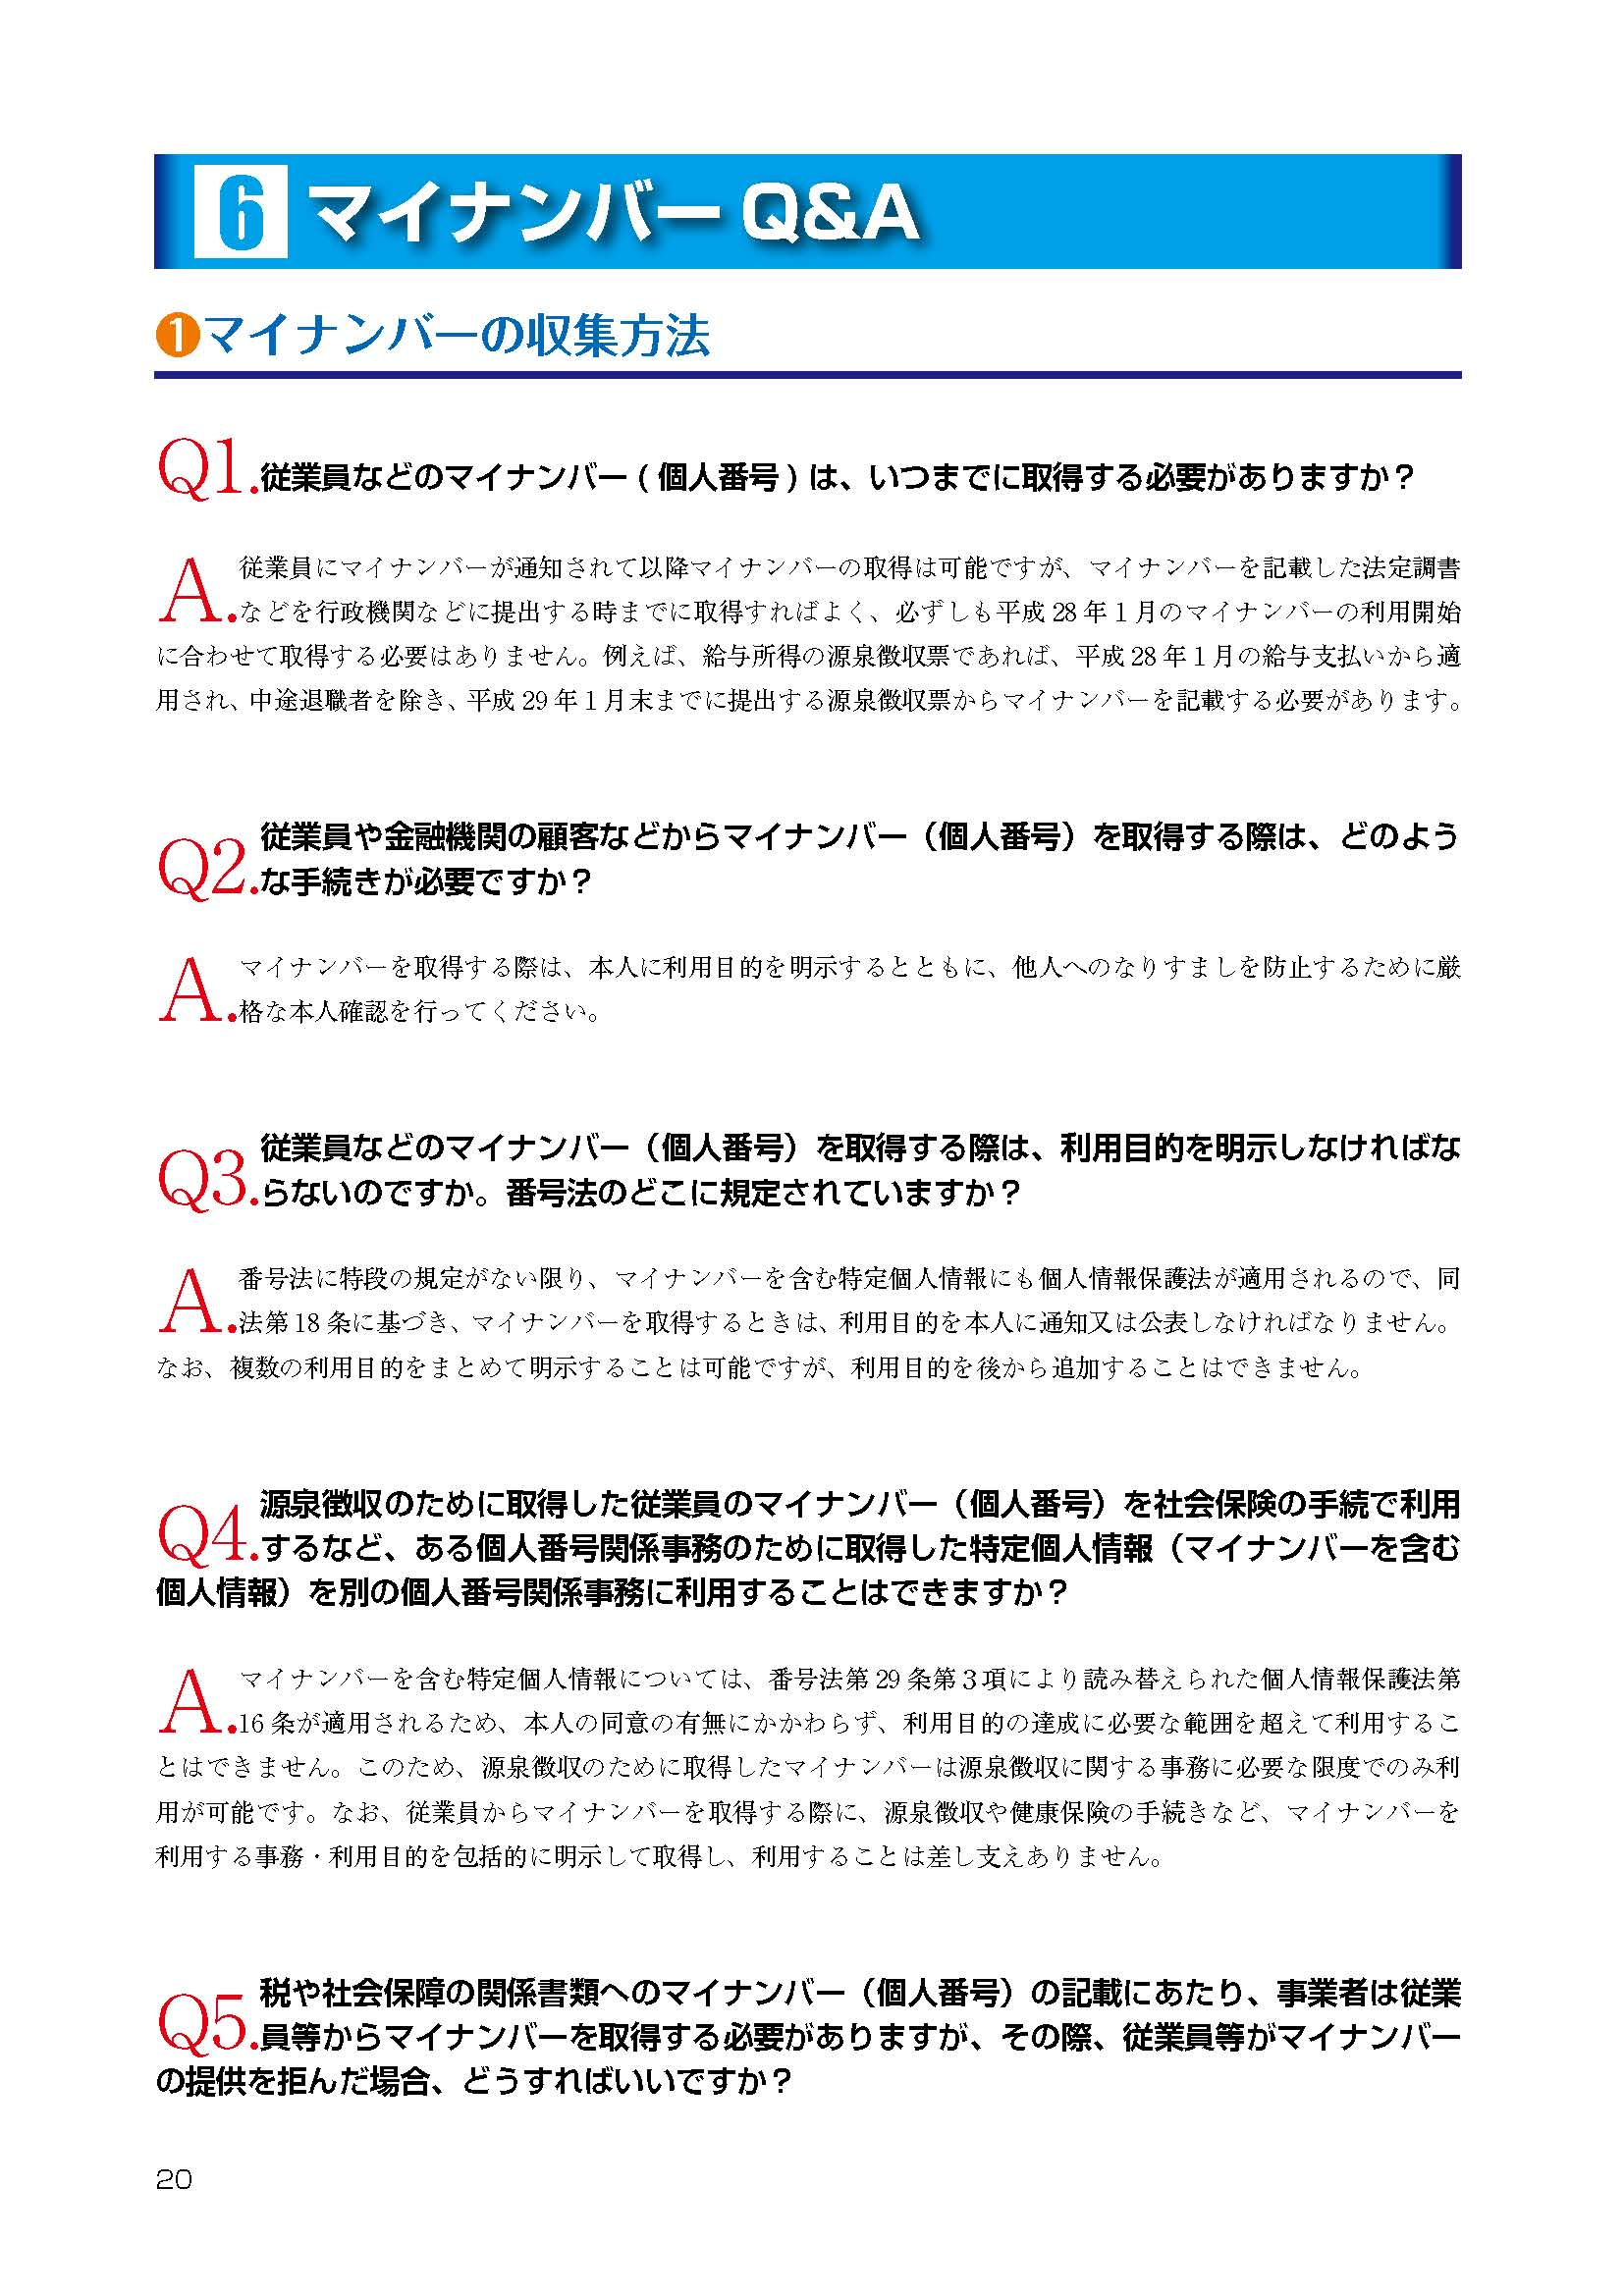 6 マイナンバー Q&A
❶マイナンバーの収集方法
Q1.従業員などのマイナンバー ( 個人番号 ) は、いつまでに取得する必要がありますか？
A. 従業員にマイナンバーが通知されて以降マイナンバーの取得は可能ですが、マイナンバーを記載した法定調書
などを行政機関などに提出する時までに取得すればよく、必ずしも平成 28 年 1 月のマイナンバーの利用開始
に合わせて取得する必要はありません。例えば、給与所得の源泉徴収票であれば、平成 28 年 1 月の給与支払いから適
用され、中途退職者を除き、平成 29 年 1 月末までに提出する源泉徴収票からマイナンバーを記載する必要があります。
Q2. 従業員や金融機関の顧客などからマイナンバー（個人番号）を取得する際は、どのよう
な手続きが必要ですか？
A. マイナンバーを取得する際は、本人に利用目的を明示するとともに、他人へのなりすましを防止するために厳
格な本人確認を行ってください。
Q3. 従業員などのマイナンバー（個人番号）を取得する際は、利用目的を明示しなければな
らないのですか。番号法のどこに規定されていますか？
A. 番号法に特段の規定がない限り、マイナンバーを含む特定個人情報にも個人情報保護法が適用されるので、同
法第 18 条に基づき、マイナンバーを取得するときは、利用目的を本人に通知又は公表しなければなりません。
なお、複数の利用目的をまとめて明示することは可能ですが、利用目的を後から追加することはできません。
Q4. 源泉徴収のために取得した従業員のマイナンバー（個人番号）を社会保険の手続で利用
するなど、ある個人番号関係事務のために取得した特定個人情報（マイナンバーを含む
個人情報）を別の個人番号関係事務に利用することはできますか？
A. マイナンバーを含む特定個人情報については、番号法第 29 条第３項により読み替えられた個人情報保護法第
16 条が適用されるため、本人の同意の有無にかかわらず、利用目的の達成に必要な範囲を超えて利用するこ
とはできません。このため、源泉徴収のために取得したマイナンバーは源泉徴収に関する事務に必要な限度でのみ利
用が可能です。なお、従業員からマイナンバーを取得する際に、源泉徴収や健康保険の手続きなど、マイナンバーを
利用する事務・利用目的を包括的に明示して取得し、利用することは差し支えありません。
Q5. 税や社会保障の関係書類へのマイナンバー（個人番号）の記載にあたり、事業者は従業
員等からマイナンバーを取得する必要がありますが、その際、従業員等がマイナンバー
の提供を拒んだ場合、どうすればいいですか？
20